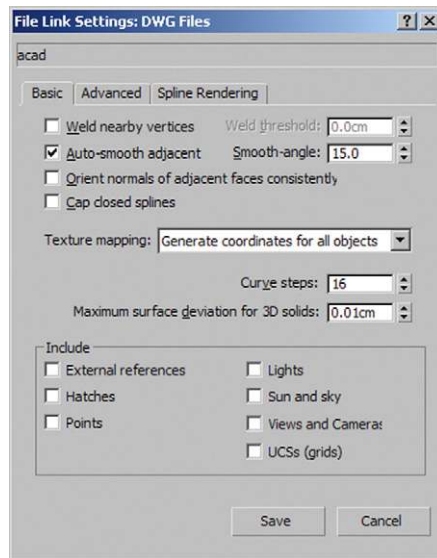 File Link Settings: DWG Files
acad
Basic Advanced Spline Rendering
Weld nearby vertices Weld threshold: 0.0cm
Auto-smooth adjacent Smooth-angle: 15.0
Orient normals of adjacent faces consistently
Cap closed splines
Texture mapping: Generate coordinates for all objects
Curve steps: 16
Maximum surface deviation for 3D solids: 0.01cm
Include
External references Lights
Hatches Sun and sky
Points Views and Cameras
UCSs (grids)
Save Cancel